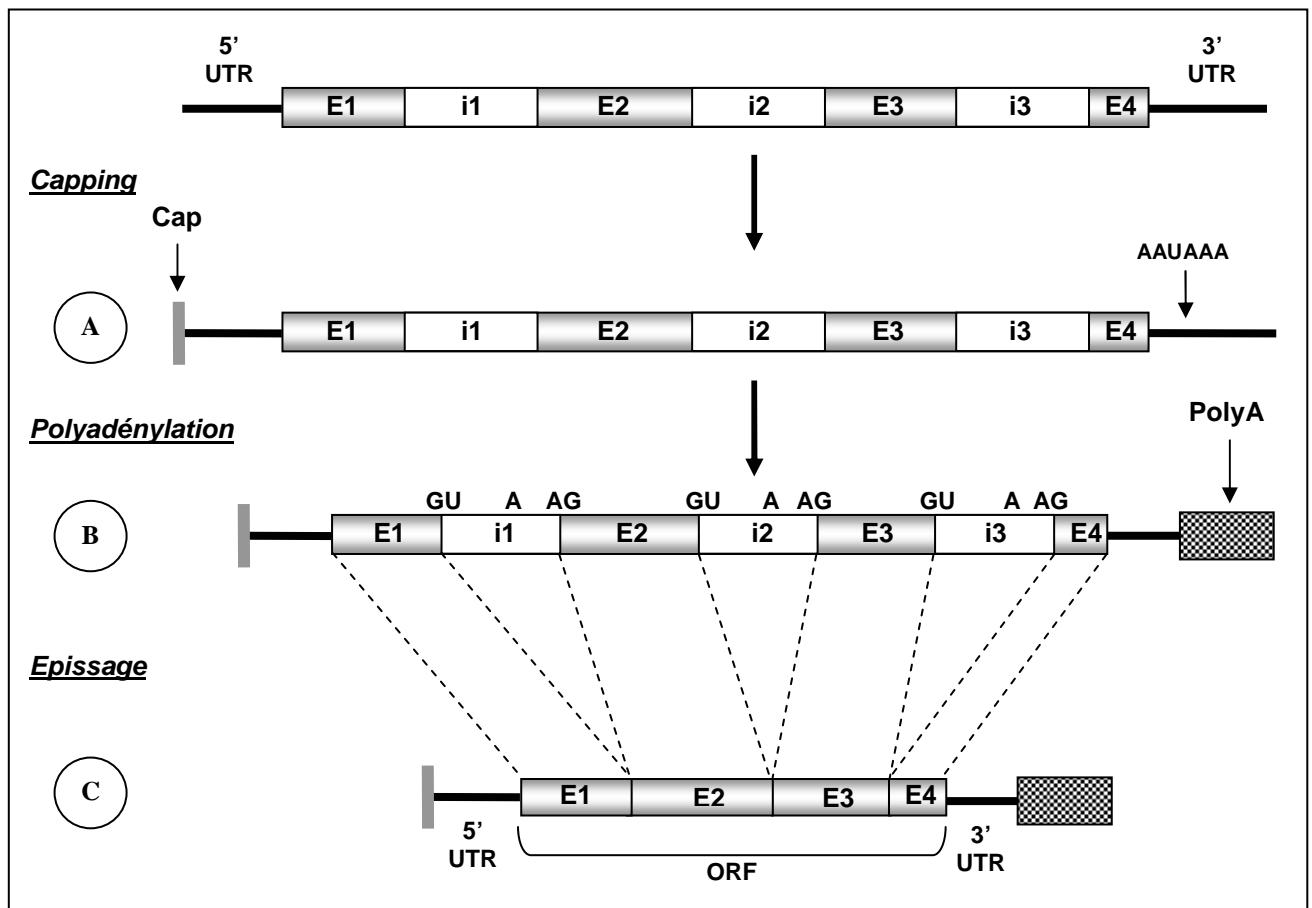 5’ 3’
UTR UTR
E1 i1 E2 i2 E3 i3 E4
Capping
Cap
AAUAAA
A
E1 i1 E2 i2 E3 i3 E4
Polyadénylation
PolyA
GU A AG GU A AG GU A AG
B
E1 i1 E2 i2 E3 i3 E4
Epissage
C
E1 E2 E3 E4
5’ 3’
UTR UTR
ORF